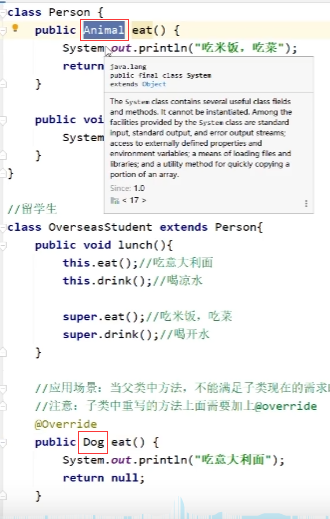 class Person {
public Animal eat() {
System.out.println("吃米饭，吃菜");
return
java.lang
public final class System
extends Object
The System class contains several useful class fields
and methods. It cannot be instantiated. Among the
facilities provided by the System class are standard
input, standard output, and error output streams;
access to externally defined properties and
environment variables; a means of loading files and
libraries; and a utility method for quickly copying a
portion of an array.
Since: 1.0
< 17 >
}
public voi
System
}
}
//留学生
class OverseasStudent extends Person{
public void lunch(){
this.eat();//吃意大利面
this.drink();//喝凉水
super.eat();//吃米饭，吃菜
super.drink();//喝开水
}
//应用场景：当父类中方法，不能满足子类现在的需求
//注意：子类中重写的方法上面需要加上@override
@Override
public Dog eat() {
System.out.println("吃意大利面");
return null;
}